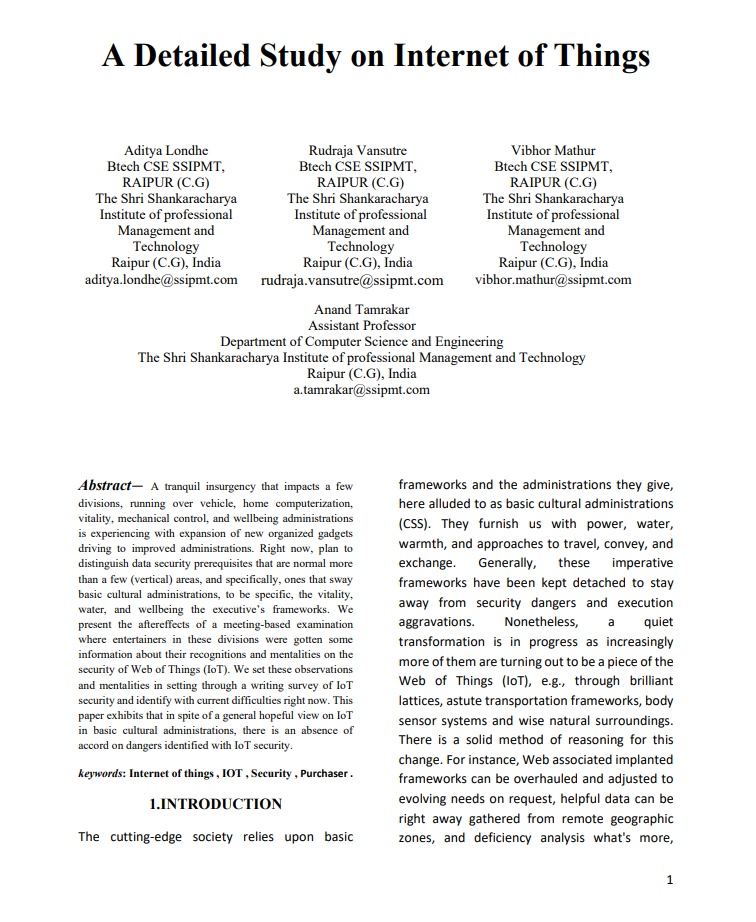 A Detailed Study on Internet of Things
Aditya Londhe
Btech CSE SSIPMT,
RAIPUR (C.G)
The Shri Shankaracharya
Institute of professional
Management and
Technology
Raipur (C.G), India
aditya.londhe@ssipmt.com
Rudraja Vansutre
Btech CSE SSIPMT,
RAIPUR (C.G)
The Shri Shankaracharya
Institute of professional
Management and
Technology
Raipur (C.G), India
rudraja.vansutre@ssipmt.com
Vibhor Mathur
Btech CSE SSIPMT,
RAIPUR (C.G)
The Shri Shankaracharya
Institute of professional
Management and
Technology
Raipur (C.G), India
vibhor.mathur@ssipmt.com
Anand Tamrakar
Assistant Professor
Department of Computer Science and Engineering
The Shri Shankaracharya Institute of professional Management and Technology
Raipur (C.G), India
a.tamrakar@ssipmt.com
Abstract— A tranquil insurgency that impacts a few
divisions, running over vehicle, home computerization,
vitality, mechanical control, and wellbeing administrations
is experiencing with expansion of new organized gadgets
driving to improved administrations. Right now, plan to
distinguish data security prerequisites that are normal more
than a few (vertical) areas, and specifically, ones that sway
basic cultural administrations, to be specific, the vitality,
water, and wellbeing the executive's frameworks. We
present the aftereffects of a meeting-based examination
where entertainers in these divisions were gotten some
information about their recognitions and mentalities on the
security of Web of Things (IoT). We set these observations
and mentalities in setting through a writing survey of IoT
security and identify with current difficulties right now. This
paper exhibits that in spite of a general hopeful view on IoT
in basic cultural administrations, there is an absence of
accord on dangers identified with IoT security.
keywords: Internet of things , IOT , Security , Purchaser .
1.INTRODUCTION
The cutting-edge society relies upon basic
frameworks and the administrations they give,
here alluded to as basic cultural administrations
(CSS). They furnish us with power, water,
warmth, and approaches to travel, convey, and
exchange. Generally, these imperative
frameworks have been kept detached to stay
away from security dangers and execution
aggravations. Nonetheless, a quiet
transformation is in progress as increasingly
more of them are turning out to be a piece of the
Web of Things (IoT), e.g., through brilliant
lattices, astute transportation frameworks, body
sensor systems and wise natural surroundings.
There is a solid method of reasoning for this
change. For instance, Web associated implanted
frameworks can be overhauled and adjusted to
evolving needs on request, helpful data can be
right away gathered from remote geographic
zones, and deficiency analysis what's more,
1